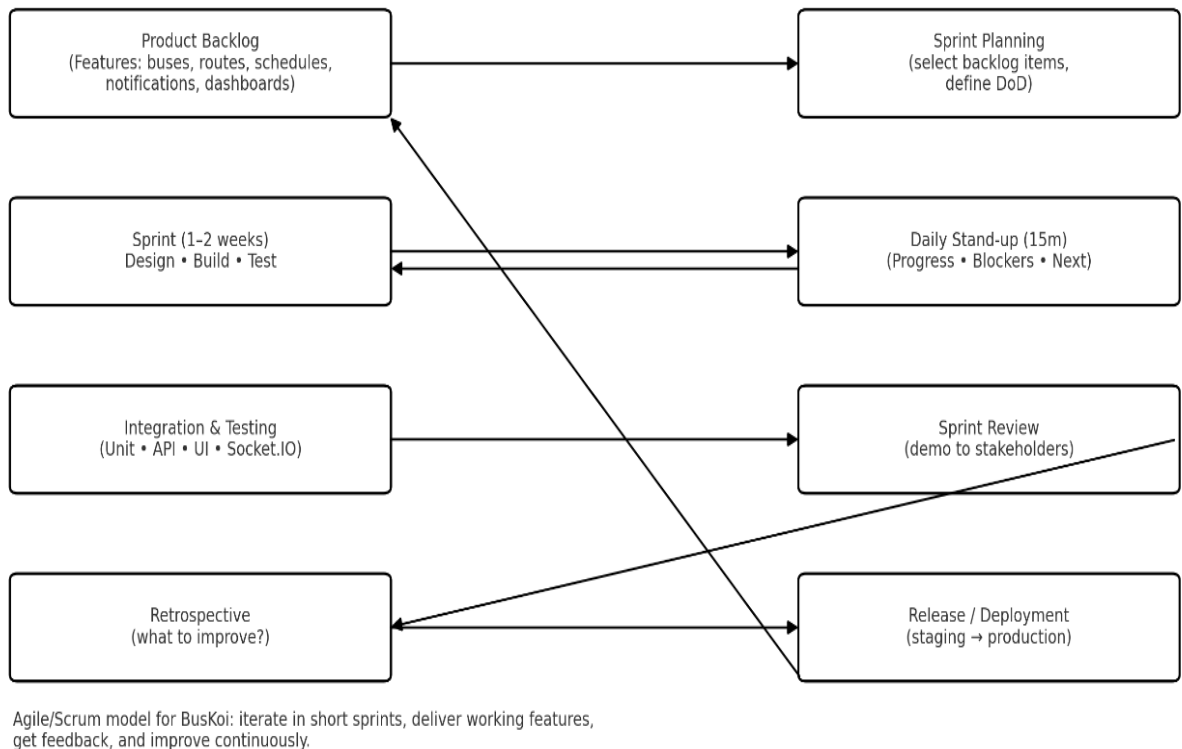 Product Backlog
(Features: buses, routes, schedules,
notifications, dashboards)
Sprint Planning
(select backlog items,
define DoD)
Sprint (1–2 weeks)
Design • Build • Test
Daily Stand-up (15m)
(Progress • Blockers • Next)
Integration & Testing
(Unit • API • UI • Socket.IO)
Sprint Review
(demo to stakeholders)
Retrospective
(what to improve?)
Release / Deployment
(staging → production)
Agile/Scrum model for BusKoi: iterate in short sprints, deliver working features,
get feedback, and improve continuously.